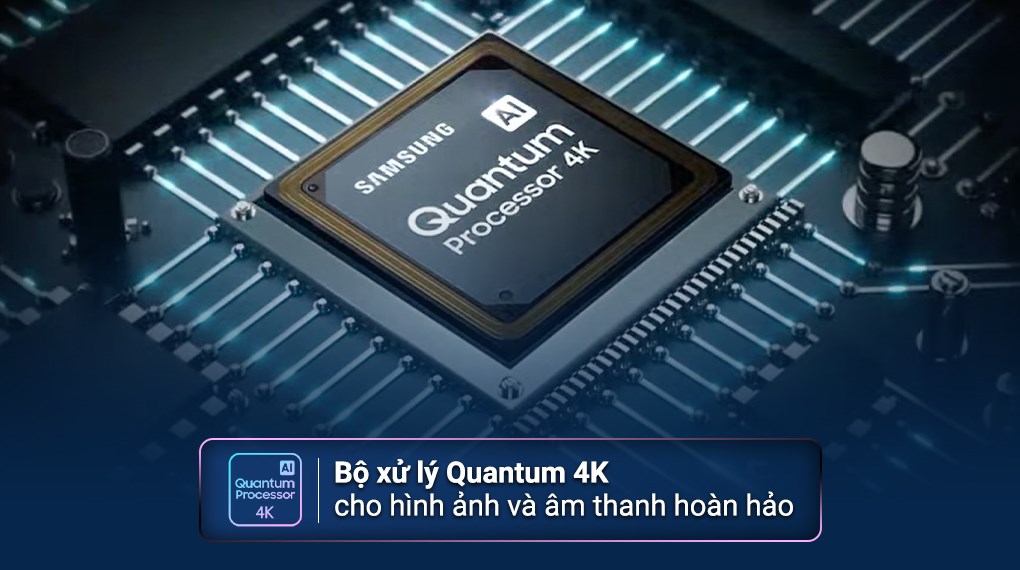 SAMSUNG
AI
Quantum
Processor 4K
AI
Quantum
Processor
4K
Bộ xử lý Quantum 4K
cho hình ảnh và âm thanh hoàn hảo